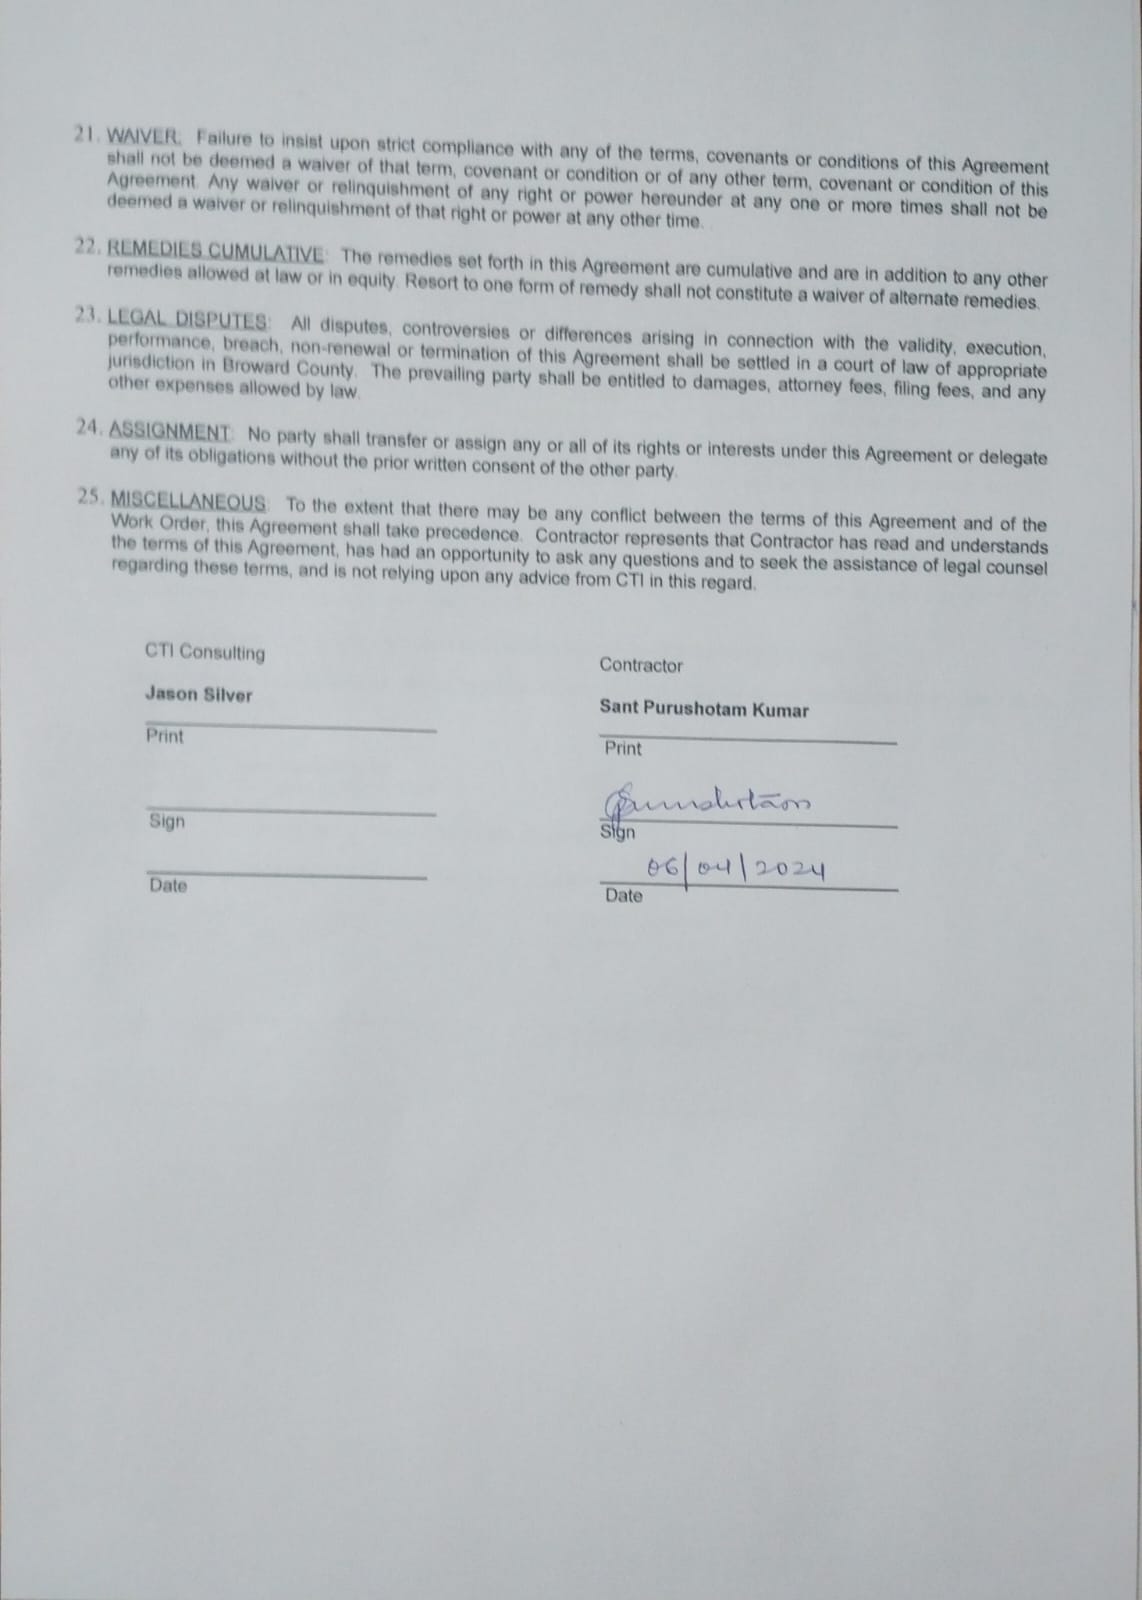 21. WAIVER: Failure to insist upon strict compliance with any of the terms, covenants or conditions of this Agreement
shall not be deemed a waiver of that term, covenant or condition or of any other term, covenant or condition of this
Agreement. Any waiver or relinquishment of any right or power hereunder at any one or more times shall not be
deemed a waiver or relinquishment of that right or power at any other time.
22. REMEDIES CUMULATIVE: The remedies set forth in this Agreement are cumulative and are in addition to any other
remedies allowed at law or in equity. Resort to one form of remedy shall not constitute a waiver of alternate remedies.
23. LEGAL DISPUTES: All disputes, controversies or differences arising in connection with the validity, execution,
performance, breach, non-renewal or termination of this Agreement shall be settled in a court of law of appropriate
jurisdiction in Broward County. The prevailing party shall be entitled to damages, attorney fees, filing fees, and any
other expenses allowed by law.
24. ASSIGNMENT: No party shall transfer or assign any or all of its rights or interests under this Agreement or delegate
any of its obligations without the prior written consent of the other party.
25. MISCELLANEOUS: To the extent that there may be any conflict between the terms of this Agreement and of the
Work Order, this Agreement shall take precedence. Contractor represents that Contractor has read and understands
the terms of this Agreement, has had an opportunity to ask any questions and to seek the assistance of legal counsel
regarding these terms, and is not relying upon any advice from CTI in this regard.
CTI Consulting
Jason Silver
Print
Sign
Date
Contractor
Sant Purushotam Kumar
Print
Sign
06/04/2024
Date